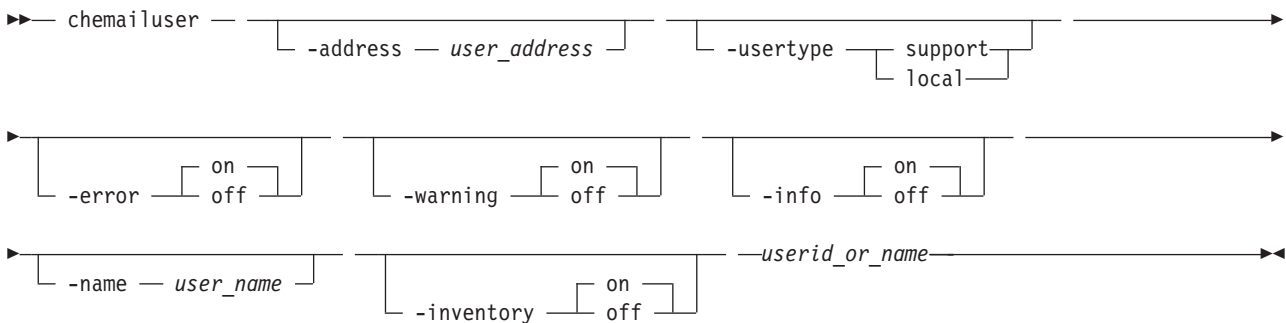 chemailuser
-address user_address
-usertype support
local
on on on
-error off -warning off -info off
-name user_name
userid_or_name
on
-inventory off